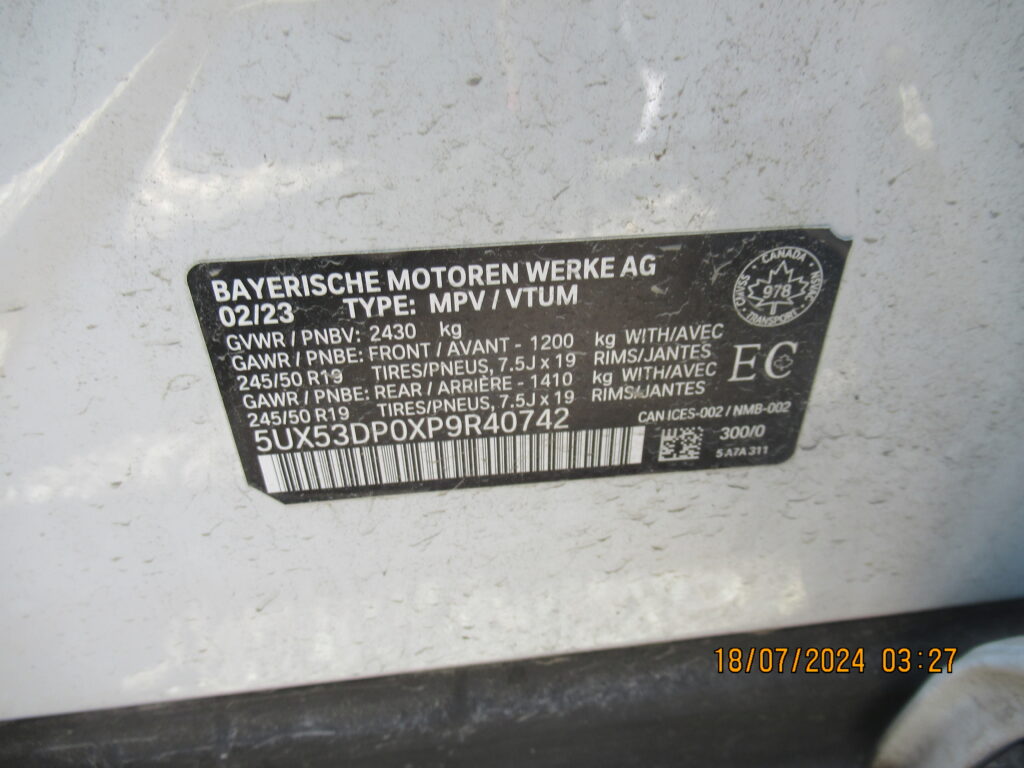 BAYERISCHE MOTOREN WERKE AG
02/23 TYPE: MPV / VTUM
GVWR / PNBV: 2430 kg
GAWR / PNBE: FRONT / AVANT - 1200 kg WITH/AVEC
245/50 R19 TIRES/PNEUS, 7.5J x 19 RIMS/JANTES
GAWR / PNBE: REAR / ARRIÈRE - 1410 kg WITH/AVEC
245/50 R19 TIRES/PNEUS, 7.5J x 19 RIMS/JANTES
5UX53DP0XP9R40742
CANADA
978
TRANSPORT
EC
CAN ICES-002 / NMB-002
300/0
5 A7A 311
18/07/2024 03:27